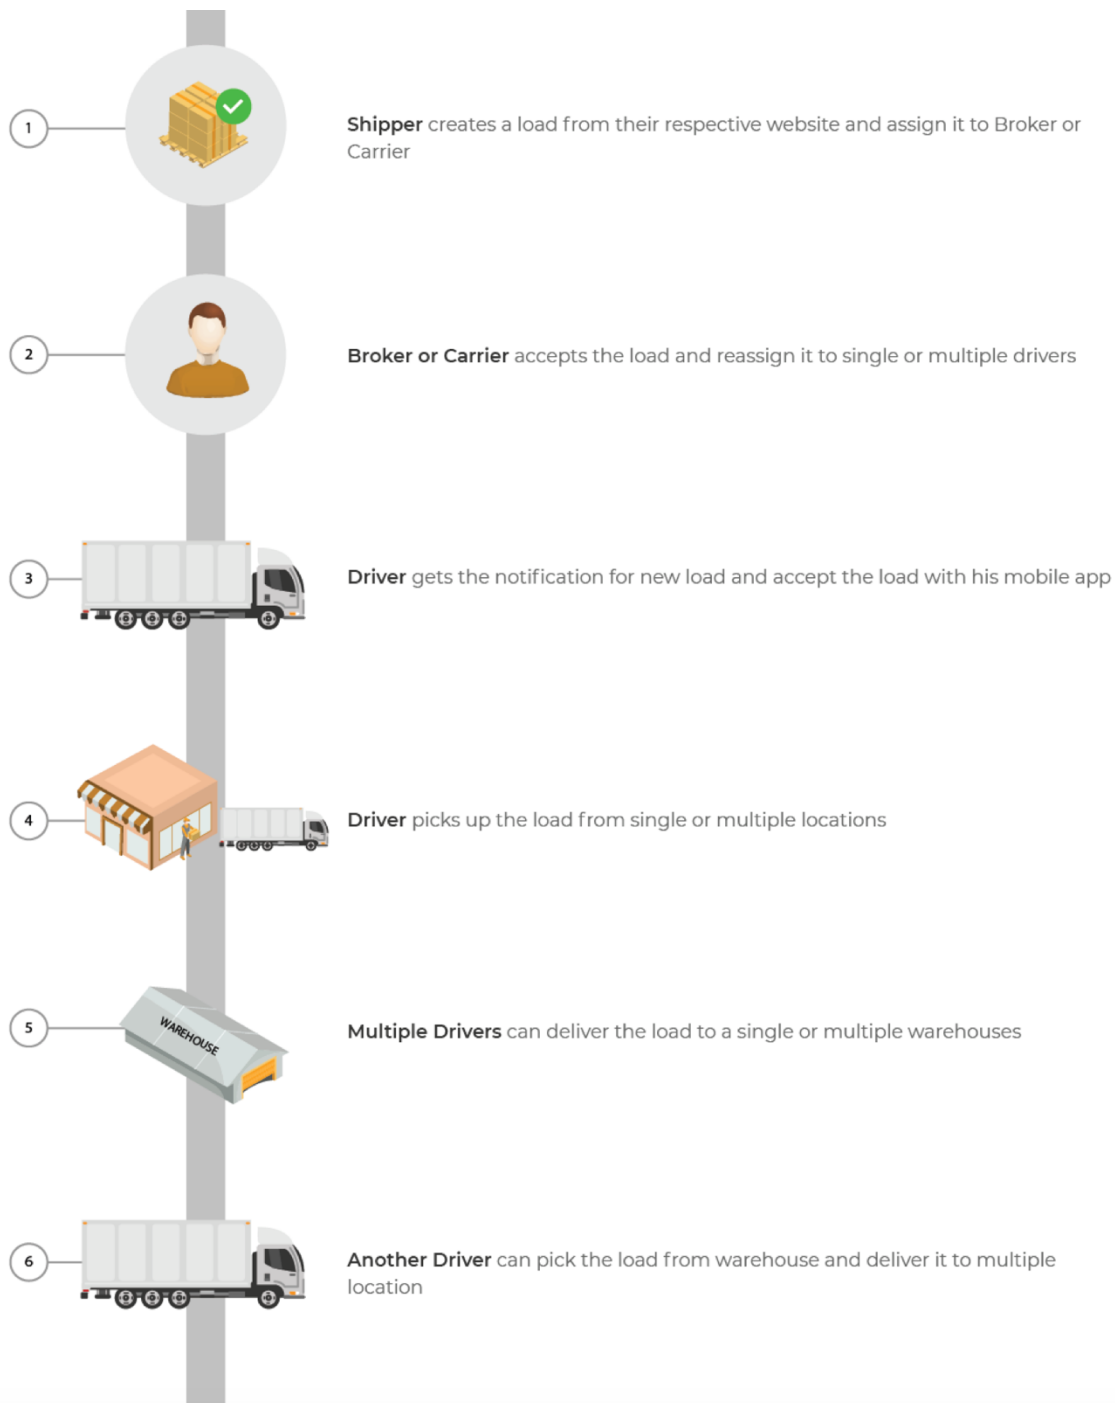 1
Shipper creates a load from their respective website and assign it to Broker or
Carrier
2
Broker or Carrier accepts the load and reassign it to single or multiple drivers
3
Driver gets the notification for new load and accept the load with his mobile app
4
Driver picks up the load from single or multiple locations
5
WAREHOUSE
Multiple Drivers can deliver the load to a single or multiple warehouses
6
Another Driver can pick the load from warehouse and deliver it to multiple
location